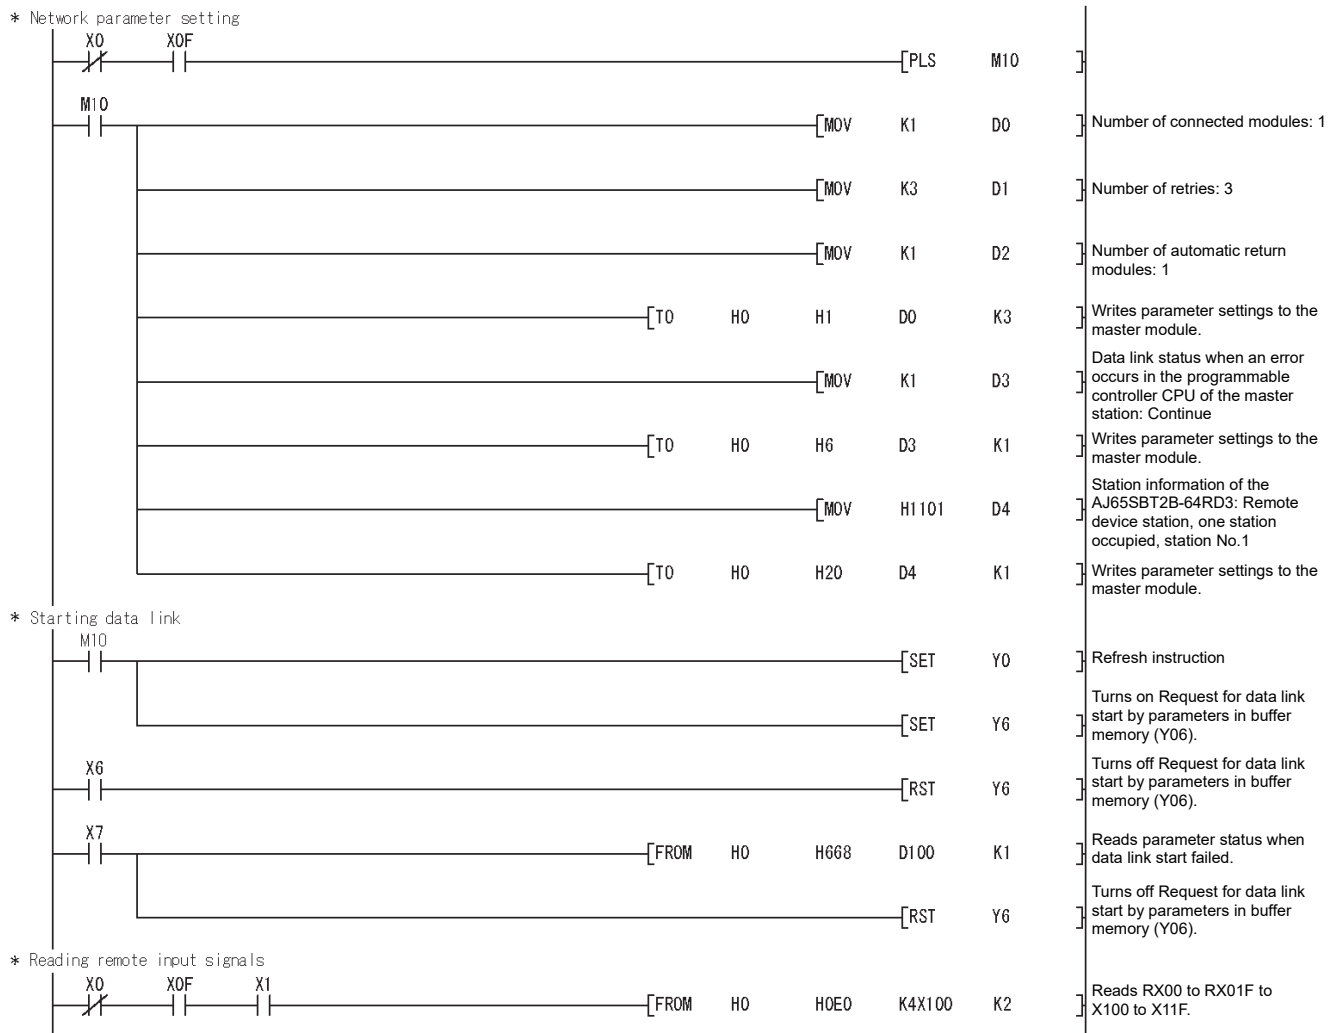 * Network parameter setting
X0 X0F
[PLS M10 ]
M10
[MOV K1 D0 ] Number of connected modules: 1
[MOV K3 D1 ] Number of retries: 3
[MOV K1 D2 ] Number of automatic return
modules: 1
[TO H0 H1 D0 K3 ] Writes parameter settings to the
master module.
Data link status when an error
occurs in the programmable
[MOV K1 D3 ] controller CPU of the master
station: Continue
[TO H0 H6 D3 K1 ] Writes parameter settings to the
master module.
Station information of the
AJ65SBT2B-64RD3: Remote
[MOV H1101 D4 ] device station, one station
occupied, station No.1
[TO H0 H20 D4 K1 ] Writes parameter settings to the
master module.
* Starting data link
M10
[SET Y0 ] Refresh instruction
Turns on Request for data link
[SET Y6 ] start by parameters in buffer
memory (Y06).
X6
Turns off Request for data link
[RST Y6 ] start by parameters in buffer
memory (Y06).
X7
[FROM H0 H668 D100 K1 ] Reads parameter status when
data link start failed.
Turns off Request for data link
[RST Y6 ] start by parameters in buffer
memory (Y06).
* Reading remote input signals
X0 X0F X1
[FROM H0 H0E0 K4X100 K2 ] Reads RX00 to RX01F to
X100 to X11F.